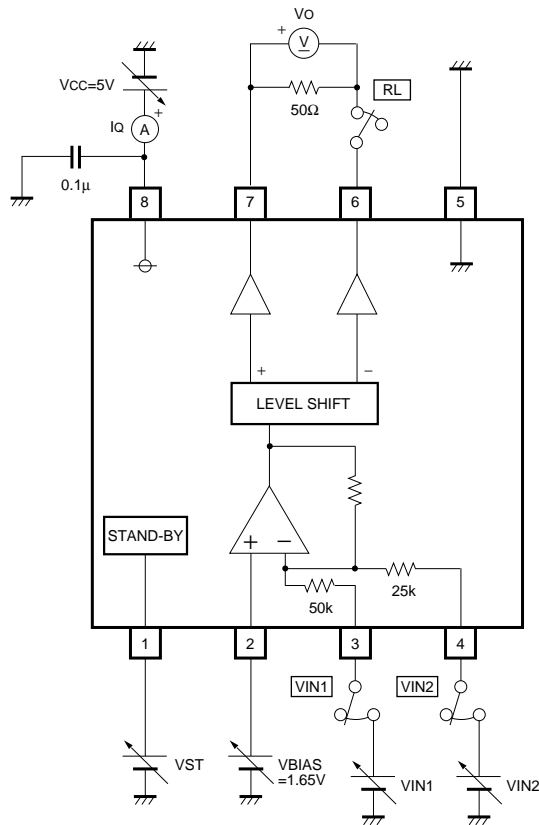 VO
+
V
VCC=5V
+
50Ω
RL
IQ
A
0.1µ
8
7
6
5
+
−
LEVEL SHIFT
STAND-BY
+
−
50k
25k
1
2
3
4
VIN1
VIN2
VST
VBIAS
=1.65V
VIN1
VIN2